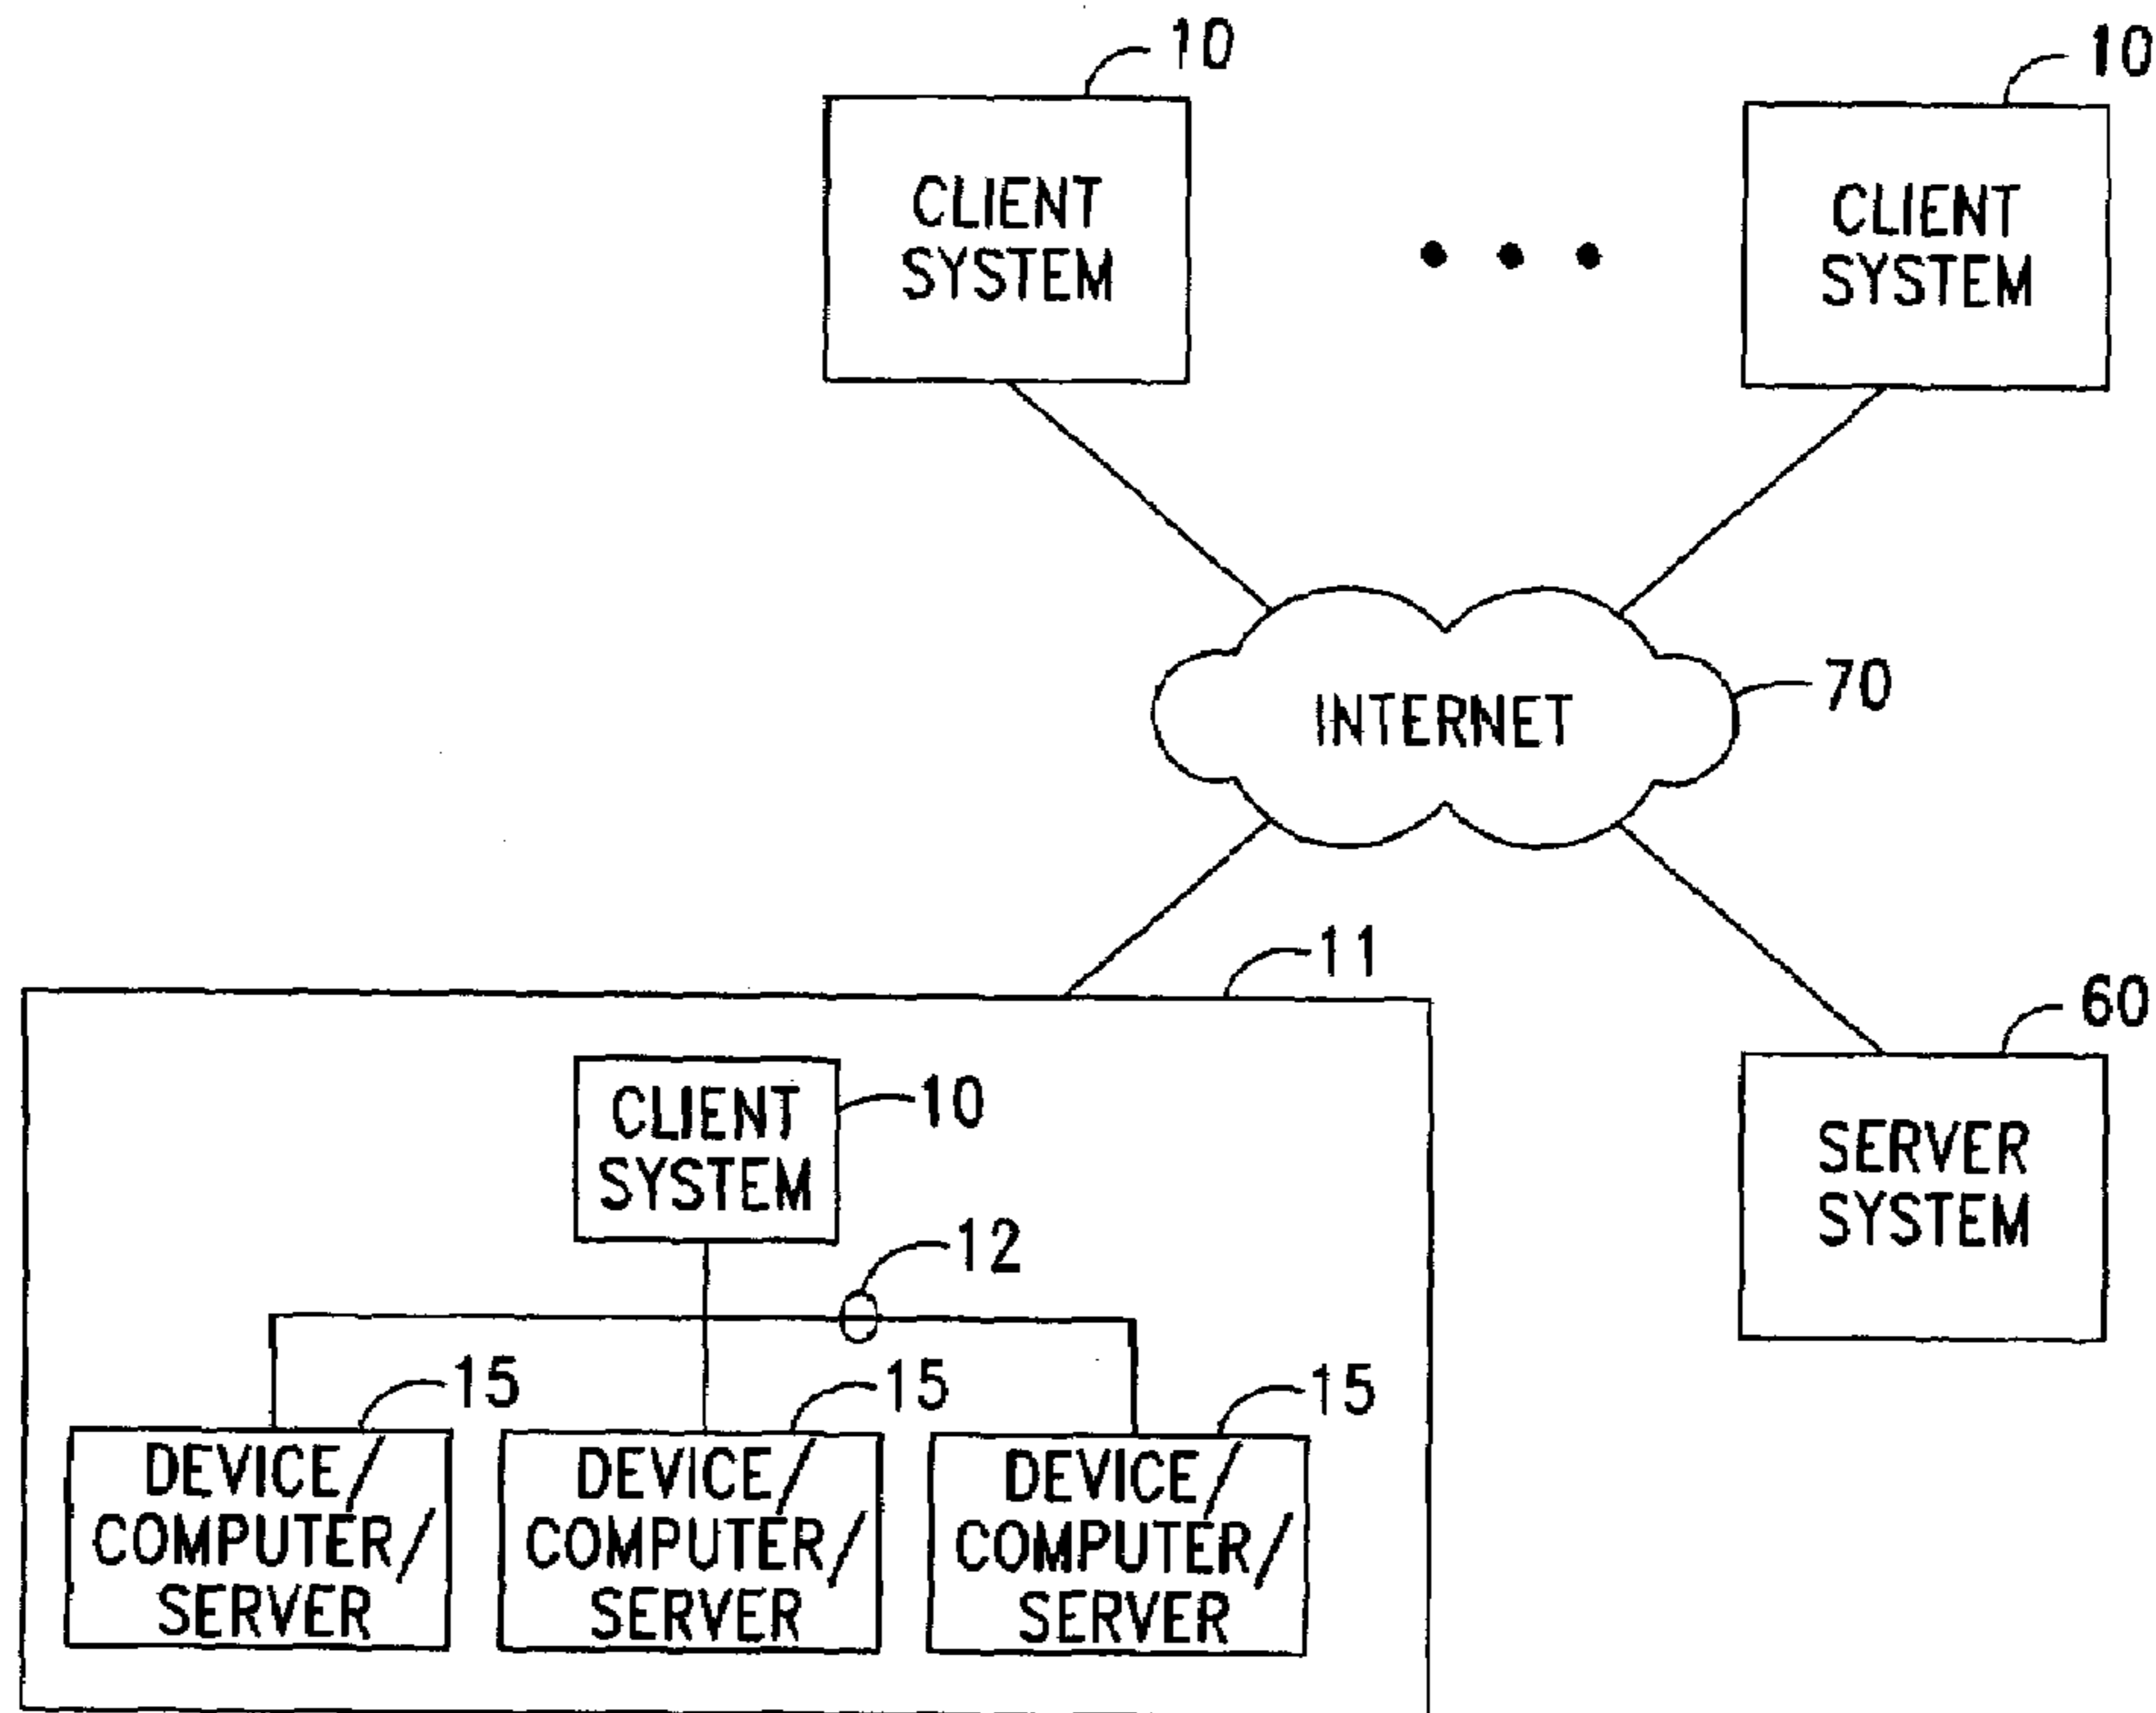 10
10
CLIENT
SYSTEM
CLIENT
SYSTEM
INTERNET
70
11
60
CLIENT
SYSTEM
10
SERVER
SYSTEM
12
15
15
15
DEVICE/
COMPUTER/
SERVER
DEVICE/
COMPUTER/
SERVER
DEVICE/
COMPUTER/
SERVER